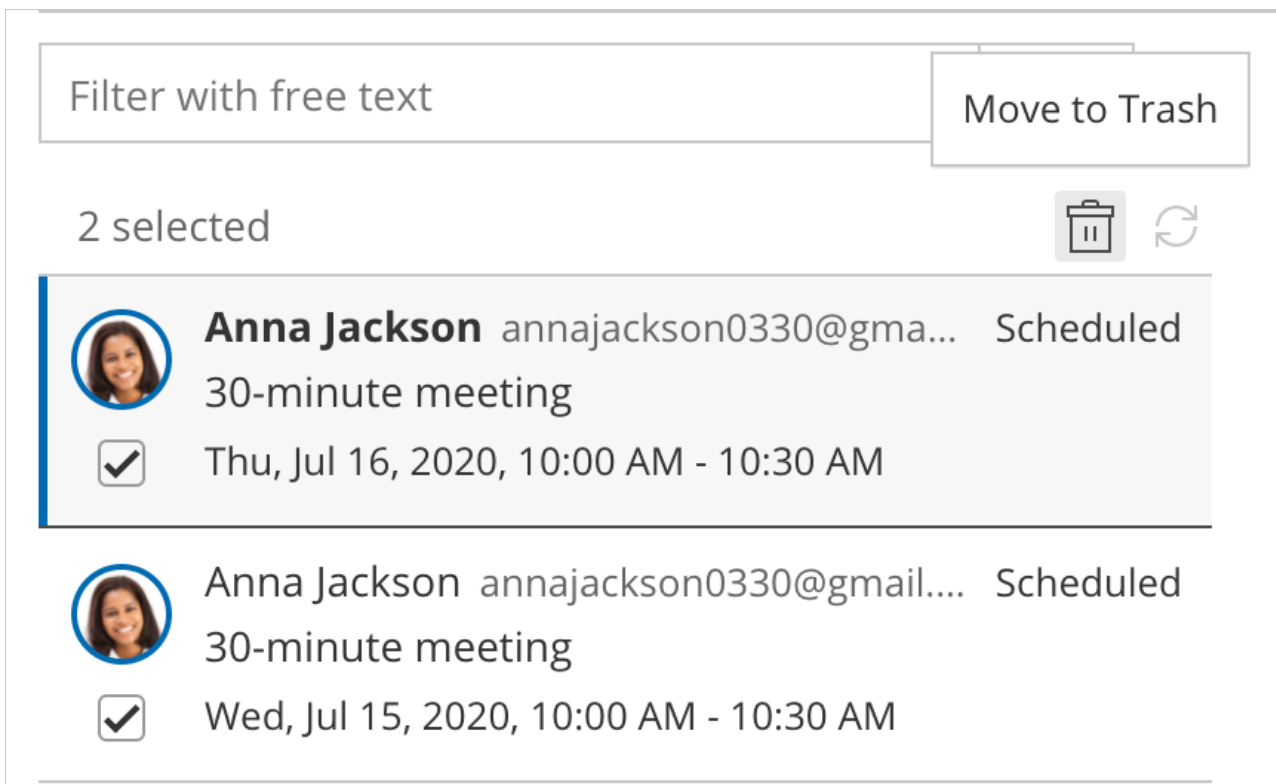 Filter with free text
Move to Trash
2 selected
Anna Jackson annajackson0330@gma... Scheduled
30-minute meeting
Thu, Jul 16, 2020, 10:00 AM - 10:30 AM
Anna Jackson annajackson0330@gmail.... Scheduled
30-minute meeting
Wed, Jul 15, 2020, 10:00 AM - 10:30 AM